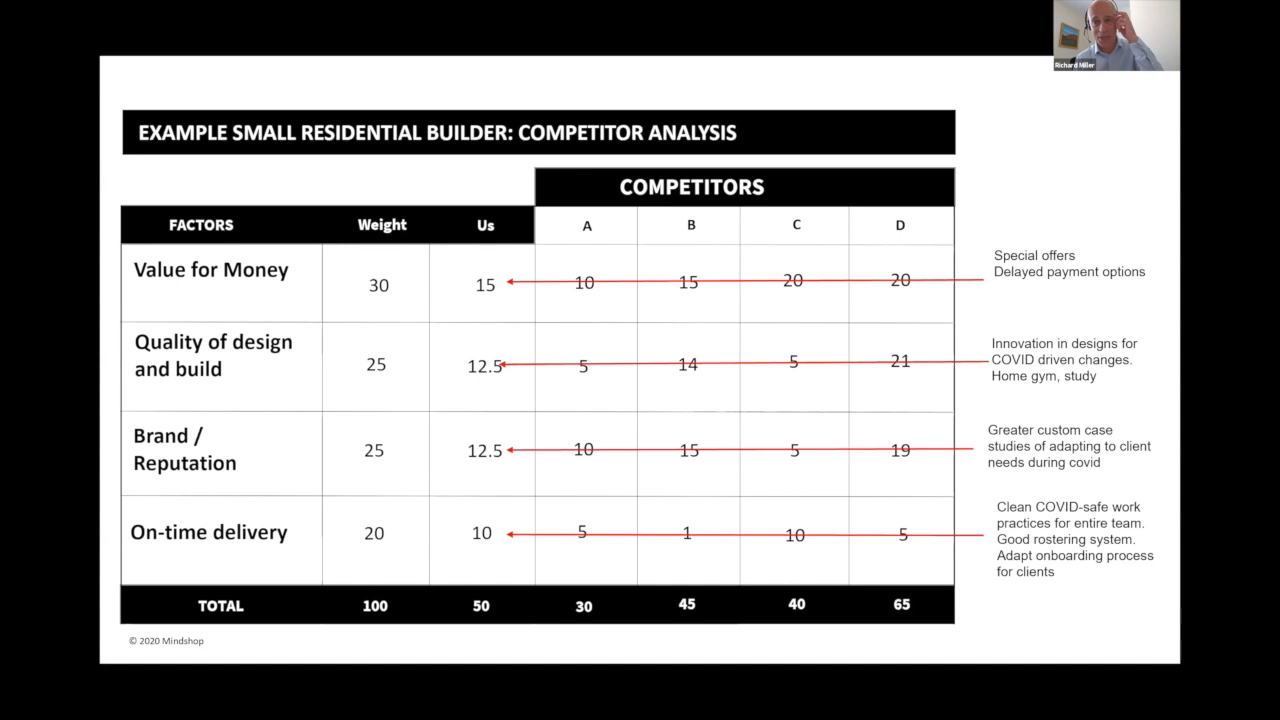 Richard Miller
EXAMPLE SMALL RESIDENTIAL BUILDER: COMPETITOR ANALYSIS
COMPETITORS
FACTORS Weight Us A B C D
Value for Money 30 15 10 15 20 20
Special offers
Delayed payment options
Quality of design
and build
25 12.5 5 14 5 21
Innovation in designs for
COVID driven changes.
Home gym, study
Brand /
Reputation
25 12.5 10 15 5 19
Greater custom case
studies of adapting to client
needs during covid
On-time delivery 20 10 5 1 10 5
Clean COVID-safe work
practices for entire team.
Good rostering system.
Adapt onboarding process
for clients
TOTAL 100 50 30 45 40 65
© 2020 Mindshop